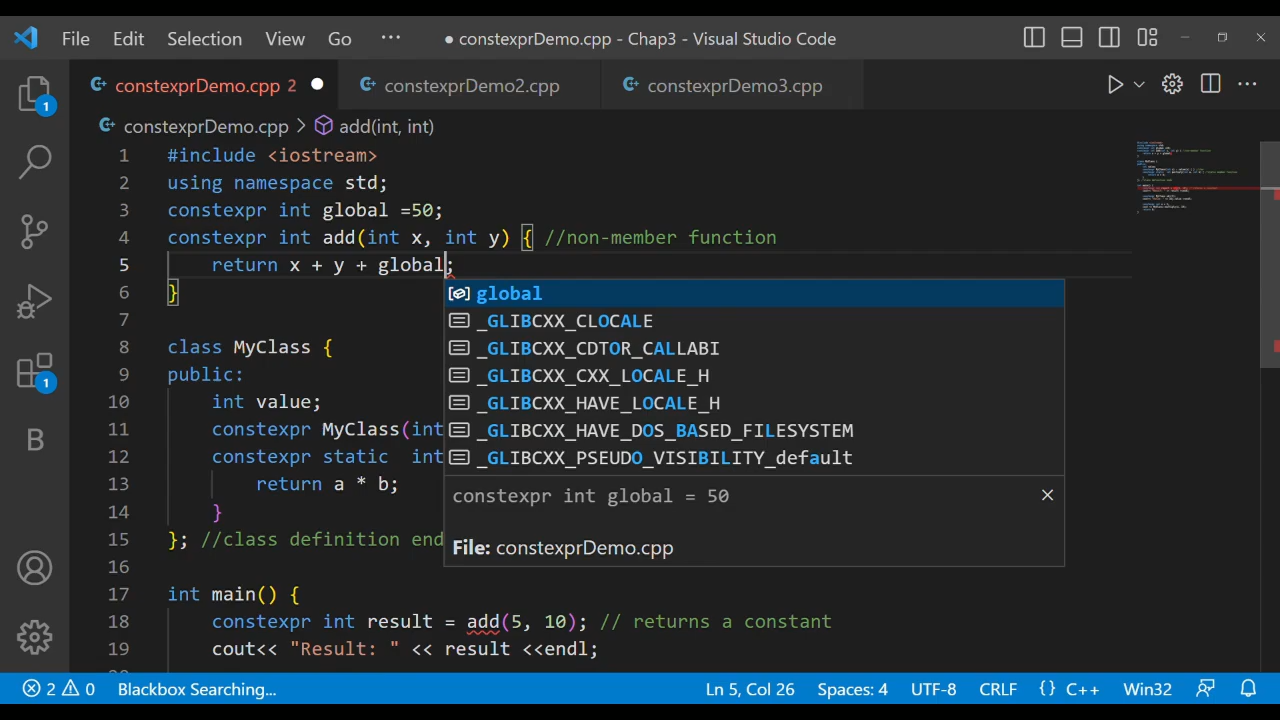 File Edit Selection View Go ··· ● constexprDemo.cpp - Chap3 - Visual Studio Code
constexprDemo.cpp 2 constexprDemo2.cpp constexprDemo3.cpp
constexprDemo.cpp > add(int, int)
1 #include <iostream>
2 using namespace std;
3 constexpr int global =50;
4 constexpr int add(int x, int y) { //non-member function
5 return x + y + global;
6 }
global
_GLIBCXX_CLOCALE
_GLIBCXX_CDTOR_CALLABI
_GLIBCXX_CXX_LOCALE_H
_GLIBCXX_HAVE_LOCALE_H
_GLIBCXX_HAVE_DOS_BASED_FILESYSTEM
_GLIBCXX_PSEUDO_VISIBILITY_default
constexpr int global = 50
File: constexprDemo.cpp
7
8 class MyClass {
9 public:
10 int value;
11 constexpr MyClass(int
12 constexpr static int
13 return a * b;
14 }
15 }; //class definition end
16
17 int main() {
18 constexpr int result = add(5, 10); // returns a constant
19 cout<< "Result: " << result <<endl;
1
1
B
2 0 Blackbox Searching... Ln 5, Col 26 Spaces: 4 UTF-8 CRLF {} C++ Win32